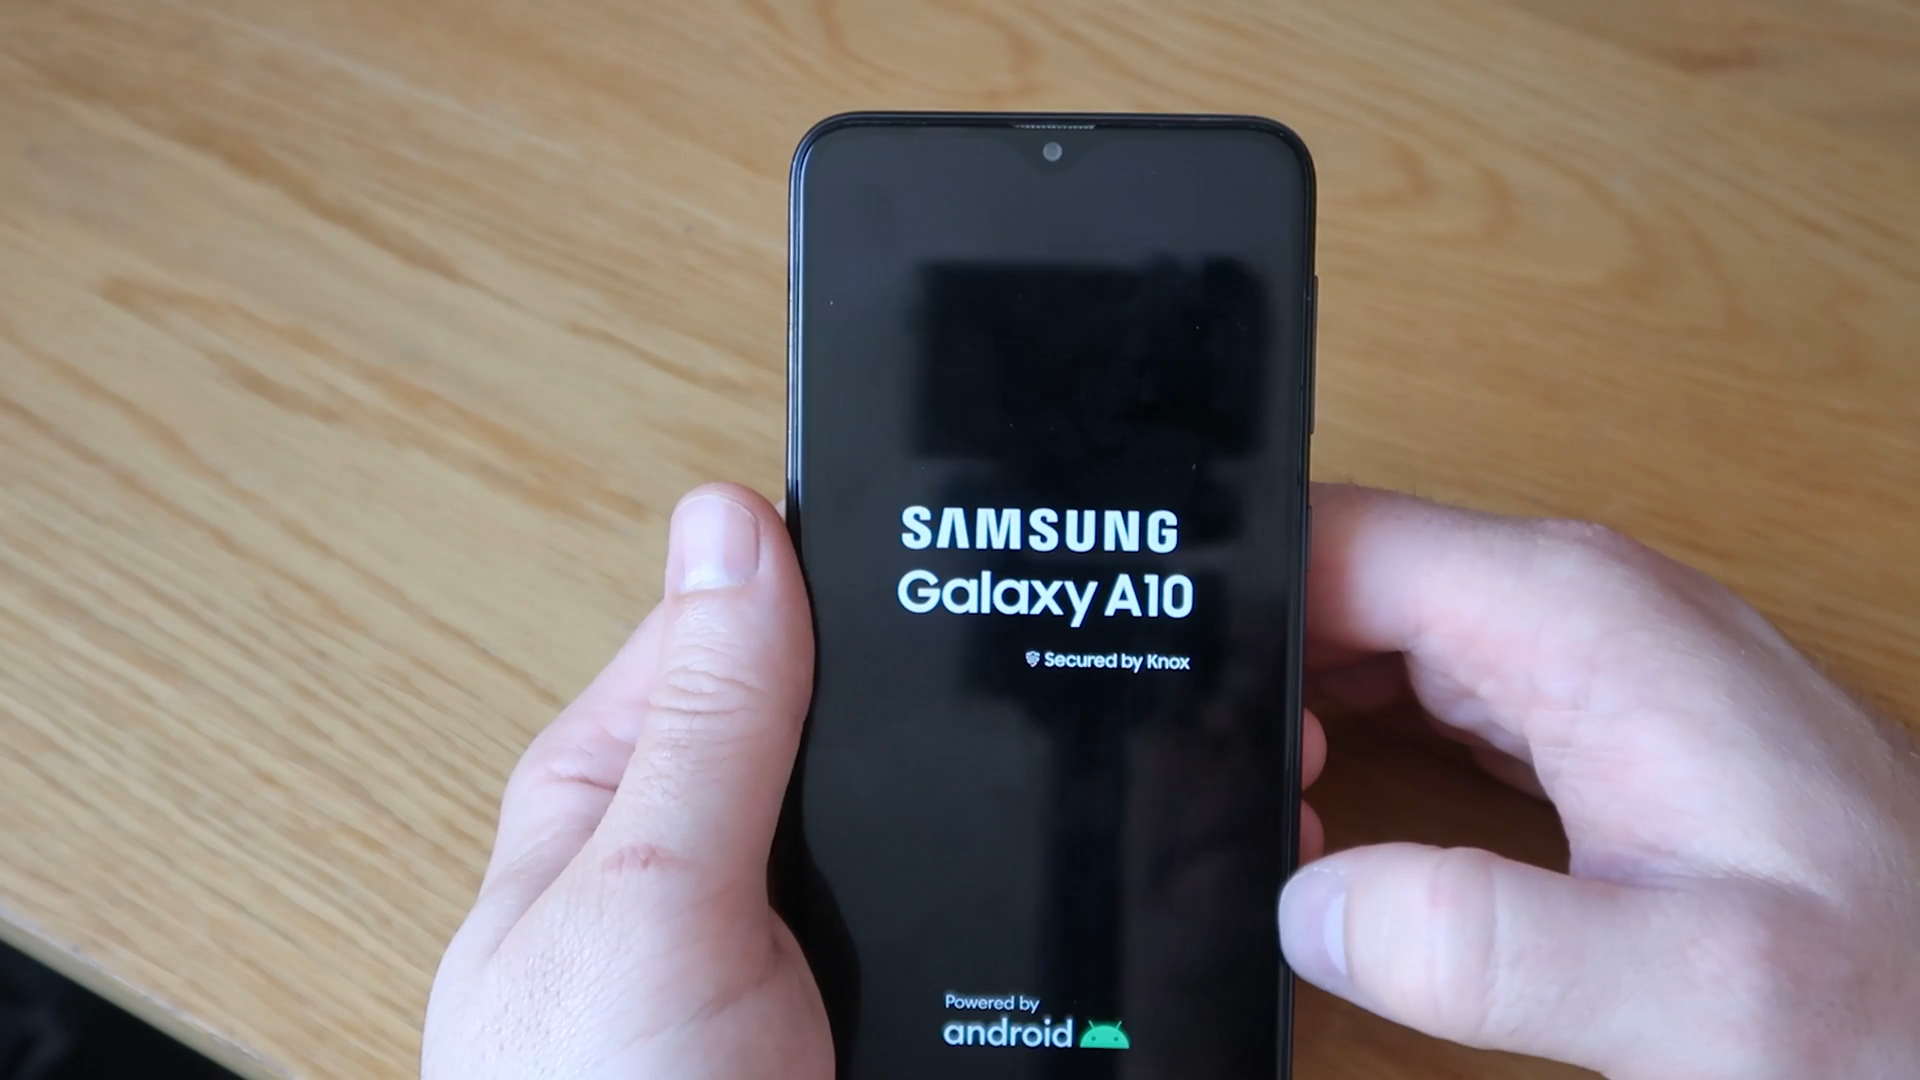 SAMSUNG
Galaxy A10
Secured by Knox
Powered by
android